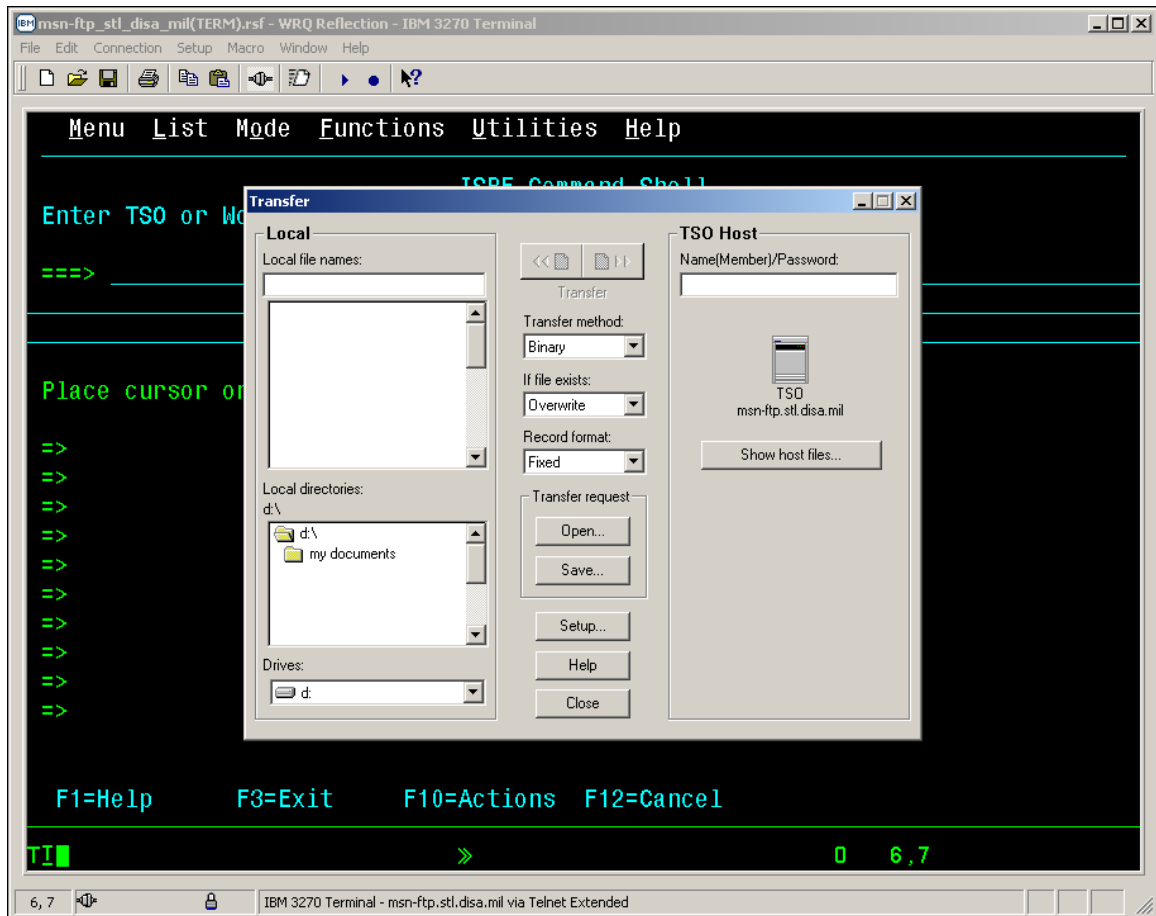 msn-ftp_stl_disa_mil(TERM).rsf - WRQ Reflection - IBM 3270 Terminal
File Edit Connection Setup Macro Window Help
Menu List Mode Functions Utilities Help
ISPF Command Shell
Enter TSO or Wo
===>
Place cursor on
=>
=>
=>
=>
=>
=>
=>
=>
=>
=>
Transfer
Local
Local file names:
Local directories:
d:\
d:\
my documents
Drives:
d:
Transfer
Transfer method:
Binary
If file exists:
Overwrite
Record format:
Fixed
Transfer request
Open...
Save...
Setup...
Help
Close
TSO Host
Name(Member)/Password:
TSO
msn-ftp.stl.disa.mil
Show host files...
F1=Help F3=Exit F10=Actions F12=Cancel
TI 0 6,7
6, 7 IBM 3270 Terminal - msn-ftp.stl.disa.mil via Telnet Extended